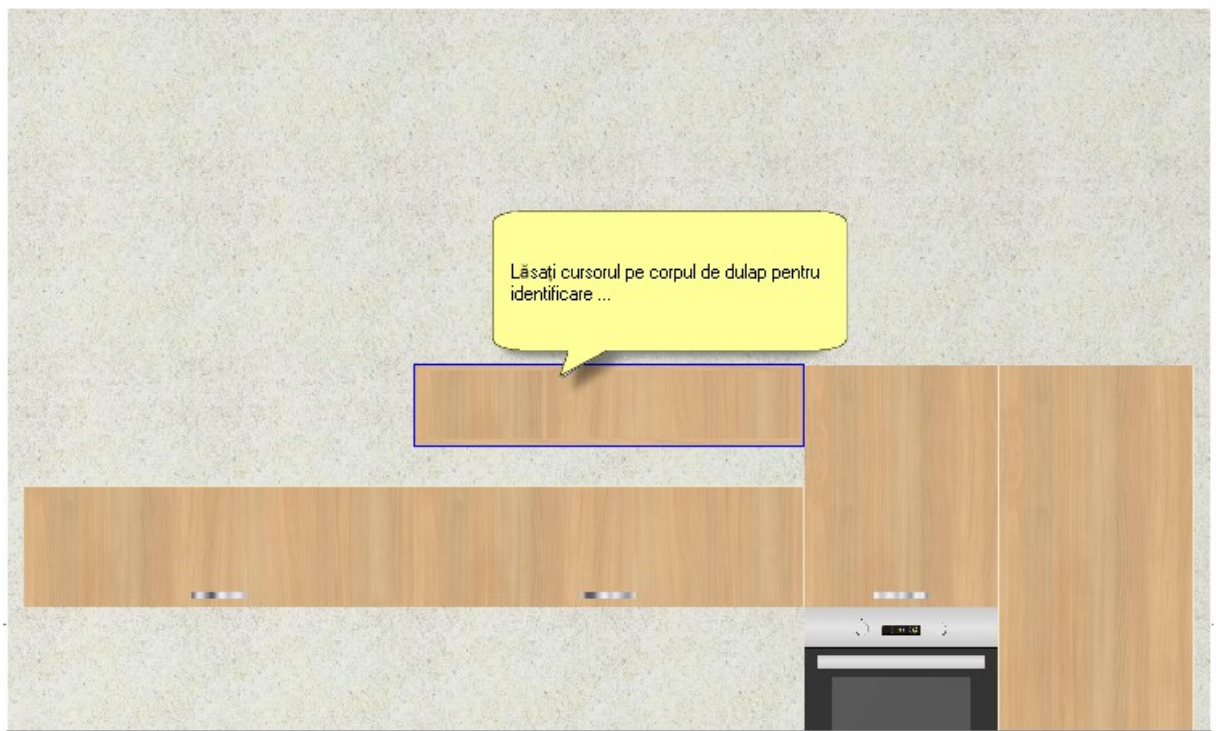 Lăsați cursorul pe corpul de dulap pentru
identificare ...